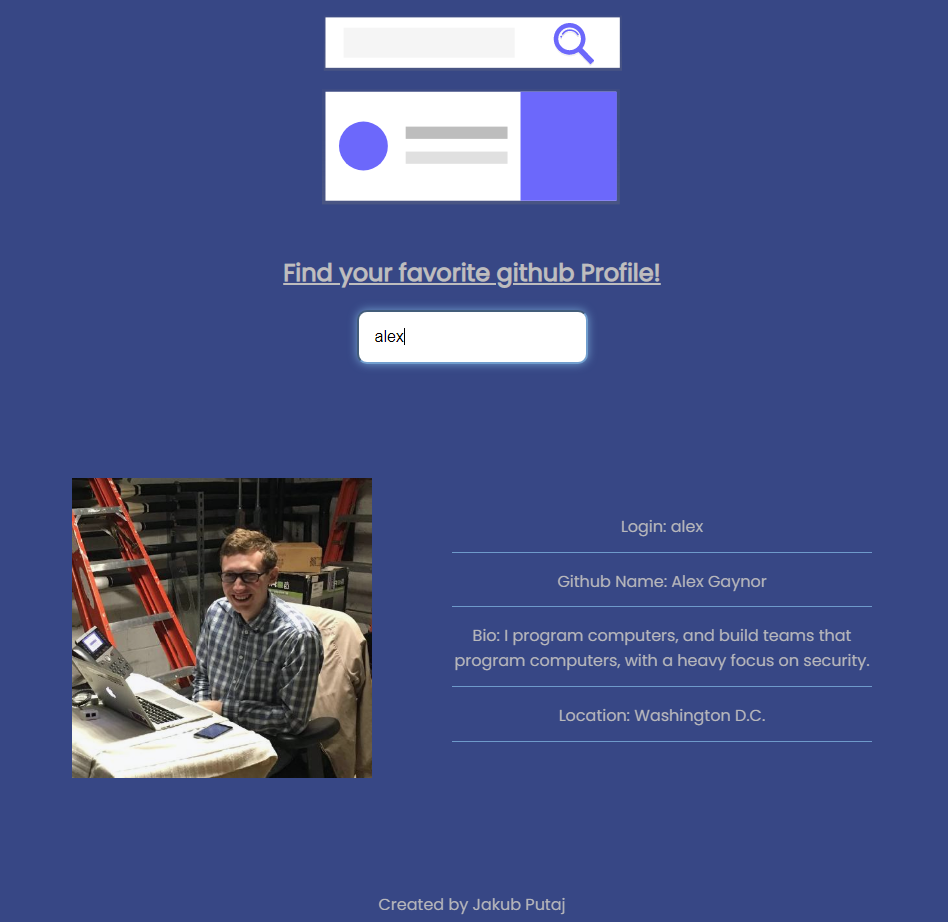 Find your favorite github Profile!
alex
Login: alex
Github Name: Alex Gaynor
Bio: I program computers, and build teams that
program computers, with a heavy focus on security.
Location: Washington D.C.
Created by Jakub Putaj